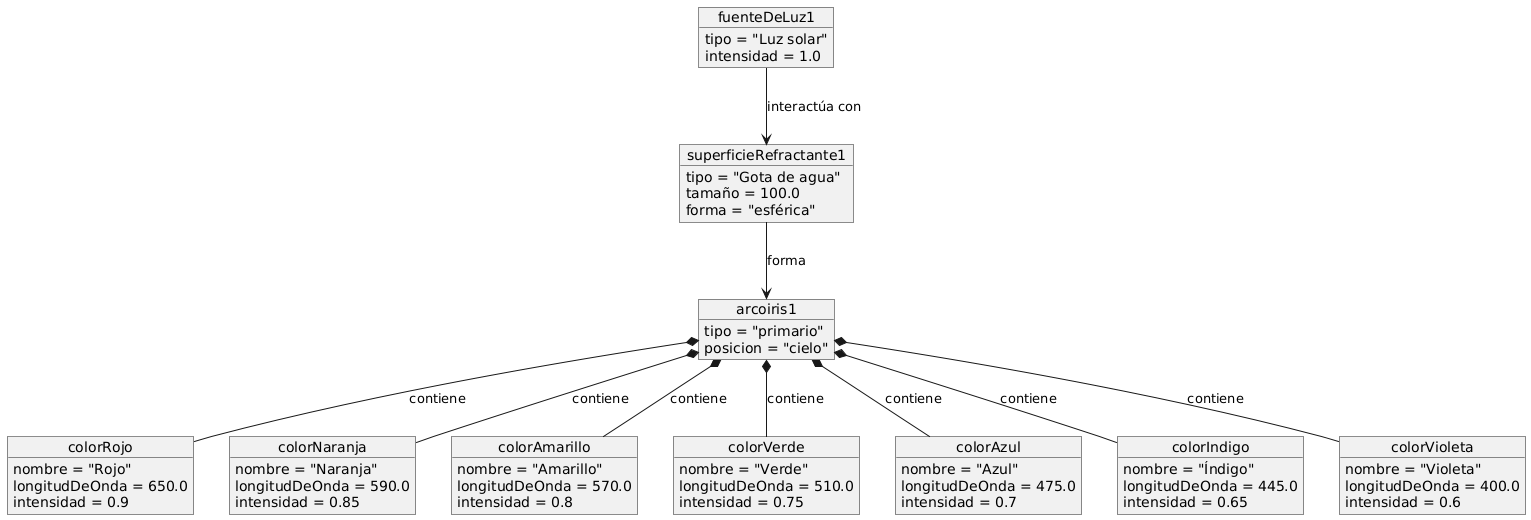 fuenteDeLuz1
tipo = "Luz solar"
intensidad = 1.0
interactúa con
superficieRefractante1
tipo = "Gota de agua"
tamaño = 100.0
forma = "esférica"
forma
arcoiris1
tipo = "primario"
posicion = "cielo"
contiene
contiene
contiene
contiene
contiene
contiene
contiene
colorRojo
nombre = "Rojo"
longitudDeOnda = 650.0
intensidad = 0.9
colorNaranja
nombre = "Naranja"
longitudDeOnda = 590.0
intensidad = 0.85
colorAmarillo
nombre = "Amarillo"
longitudDeOnda = 570.0
intensidad = 0.8
colorVerde
nombre = "Verde"
longitudDeOnda = 510.0
intensidad = 0.75
colorAzul
nombre = "Azul"
longitudDeOnda = 475.0
intensidad = 0.7
colorIndigo
nombre = "Índigo"
longitudDeOnda = 445.0
intensidad = 0.65
colorVioleta
nombre = "Violeta"
longitudDeOnda = 400.0
intensidad = 0.6